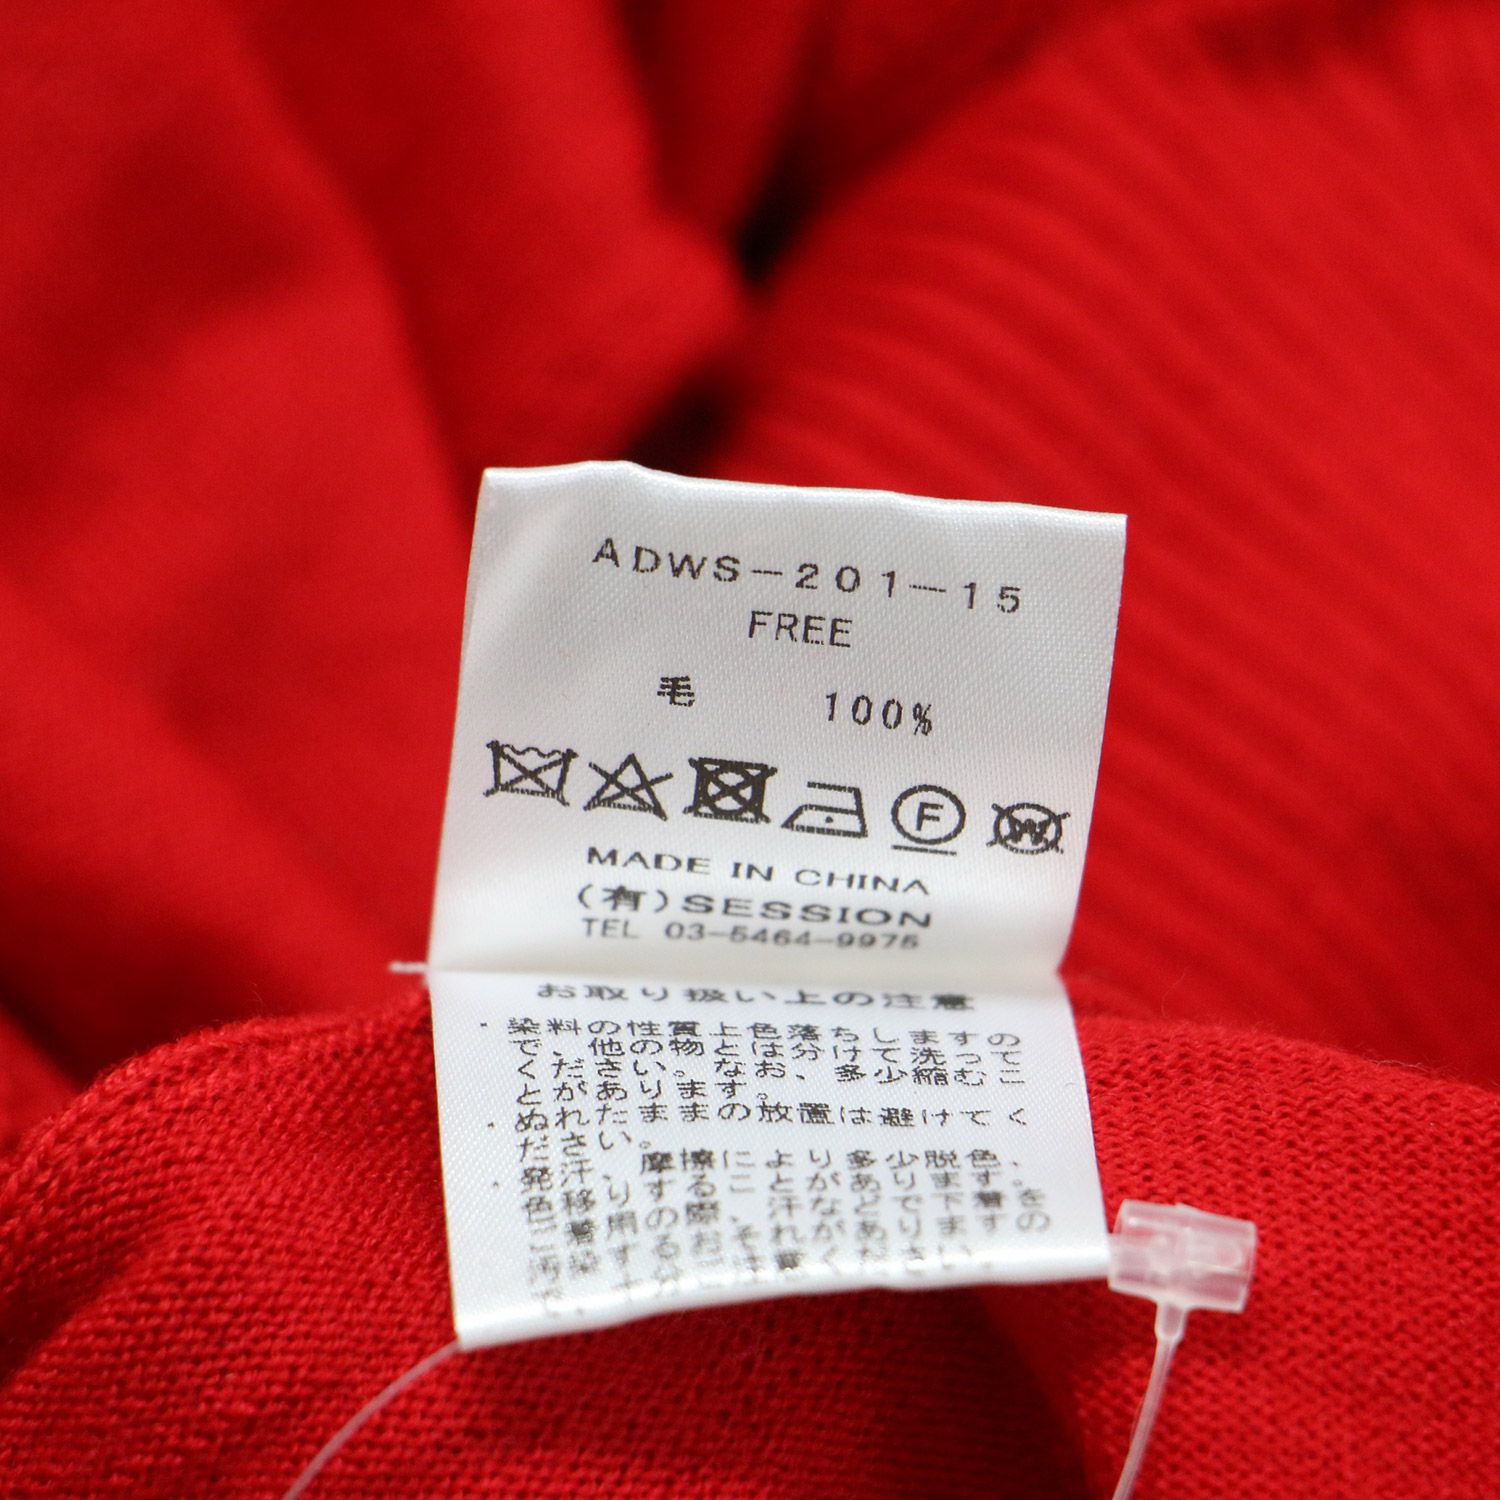 ADWS-201-15
FREE
毛 100%
F
W
MADE IN CHINA
(有)SESSION
TEL 03-5464-9975
お取り扱い上の注意
・染料の性質上色落ちしますの
で、他の物とは分けて洗って
ください。なお、多少縮むこ
とがあります。
・ぬれたままの放置は避けてく
ださい。
・発汗、摩擦により多少脱色、